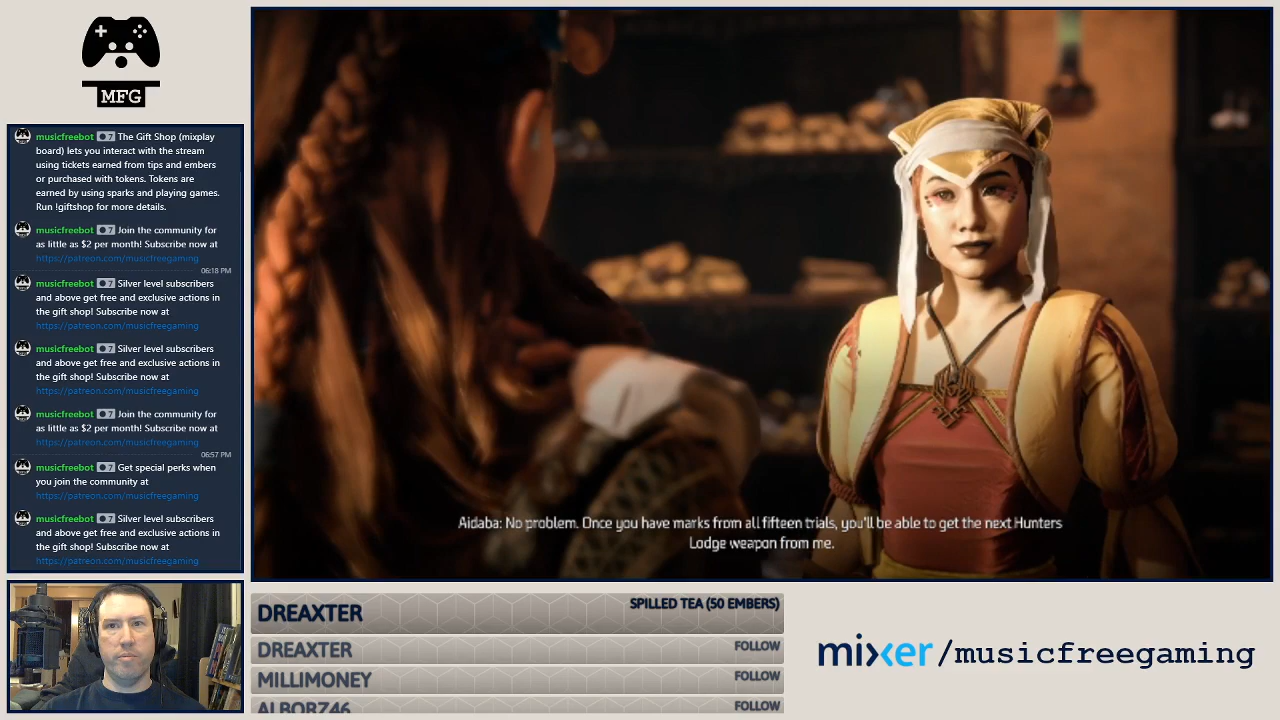 MFG
musicfreebot 7 The Gift Shop (mixplay
board) lets you interact with the stream
using tickets earned from tips and embers
or purchased with tokens. Tokens are
earned by using sparks and playing games.
Run !giftshop for more details.
musicfreebot 7 Join the community for
as little as $2 per month! Subscribe now at
https://patreon.com/musicfreegaming
06:18 PM
musicfreebot 7 Silver level subscribers
and above get free and exclusive actions in
the gift shop! Subscribe now at
https://patreon.com/musicfreegaming
musicfreebot 7 Silver level subscribers
and above get free and exclusive actions in
the gift shop! Subscribe now at
https://patreon.com/musicfreegaming
musicfreebot 7 Join the community for
as little as $2 per month! Subscribe now at
https://patreon.com/musicfreegaming
06:57 PM
musicfreebot 7 Get special perks when
you join the community at
https://patreon.com/musicfreegaming
musicfreebot 7 Silver level subscribers
and above get free and exclusive actions in
the gift shop! Subscribe now at
https://patreon.com/musicfreegaming
Aidaba: No problem. Once you have marks from all fifteen trials, you'll be able to get the next Hunters
Lodge weapon from me.
DREAXTER SPILLED TEA (50 EMBERS)
DREAXTER FOLLOW
MILLIMONEY FOLLOW
ALBORZ46 FOLLOW
mixer/musicfreegaming